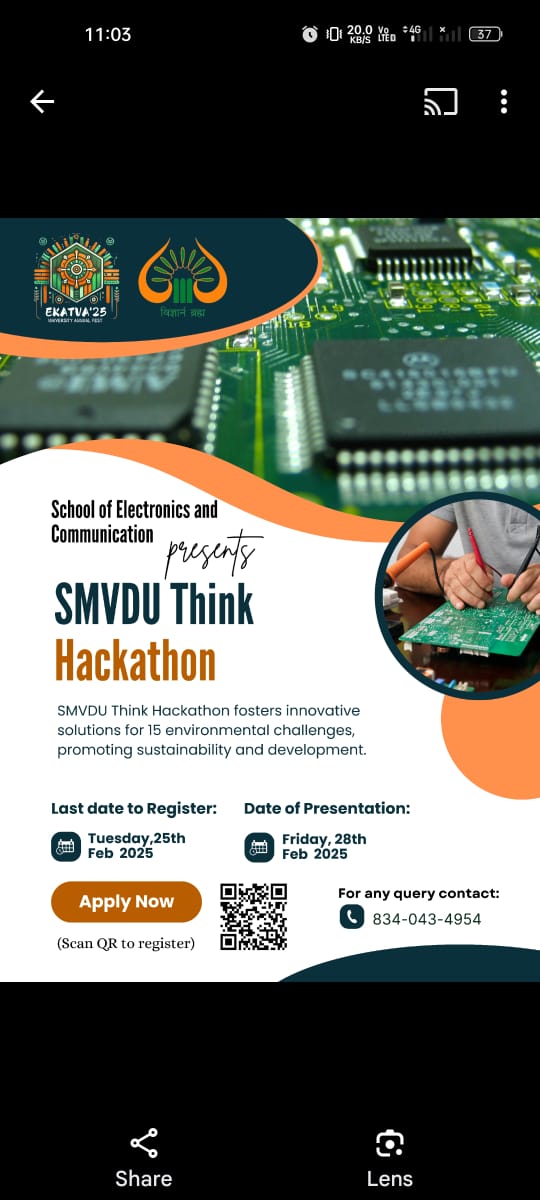 11:03
20.0
KB/S
Vo
LTE
4G
37
EKATVA'25
UNIVERSITY ANNUAL FEST
विज्ञानं ब्रह्म
School of Electronics and
Communication
presents
SMVDU Think
Hackathon
SMVDU Think Hackathon fosters innovative
solutions for 15 environmental challenges,
promoting sustainability and development.
Last date to Register:
Date of Presentation:
Tuesday,25th
Feb 2025
Friday, 28th
Feb 2025
Apply Now
(Scan QR to register)
For any query contact:
834-043-4954
Share
Lens